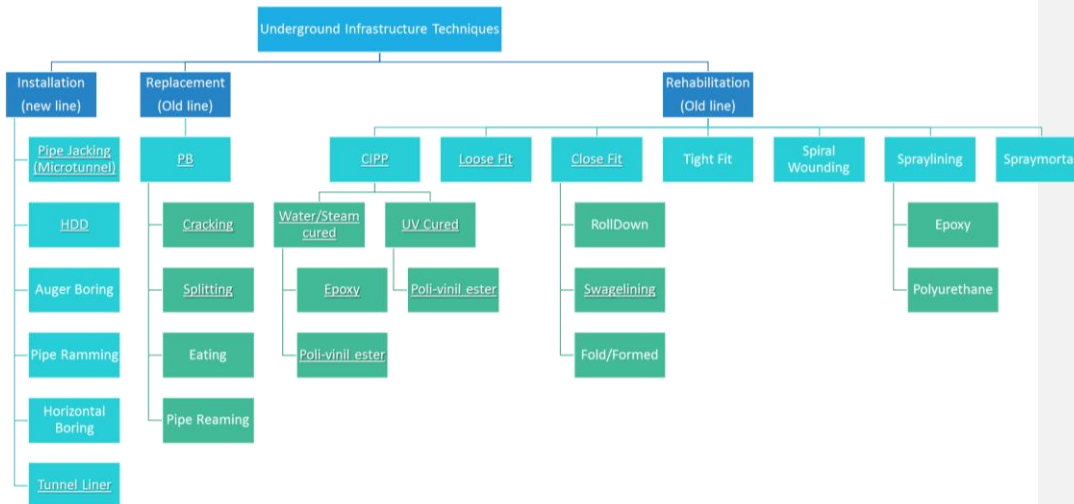 Underground Infrastructure Techniques
Installation
(new line)
Replacement
(Old line)
Rehabilitation
(Old line)
Pipe Jacking
(Microtunnel)
PB
CIPP
Loose Fit
Close Fit
Tight Fit
Spiral
Wounding
Spraylining
Spraymorta
HDD
Cracking
Water/Steam
cured
UV Cured
RollDown
Epoxy
Auger Boring
Splitting
Epoxy
Poli-vinil ester
Swagelining
Polyurethane
Pipe Ramming
Eating
Poli-vinil ester
Fold/Formed
Horizontal
Boring
Pipe Reaming
Tunnel Liner